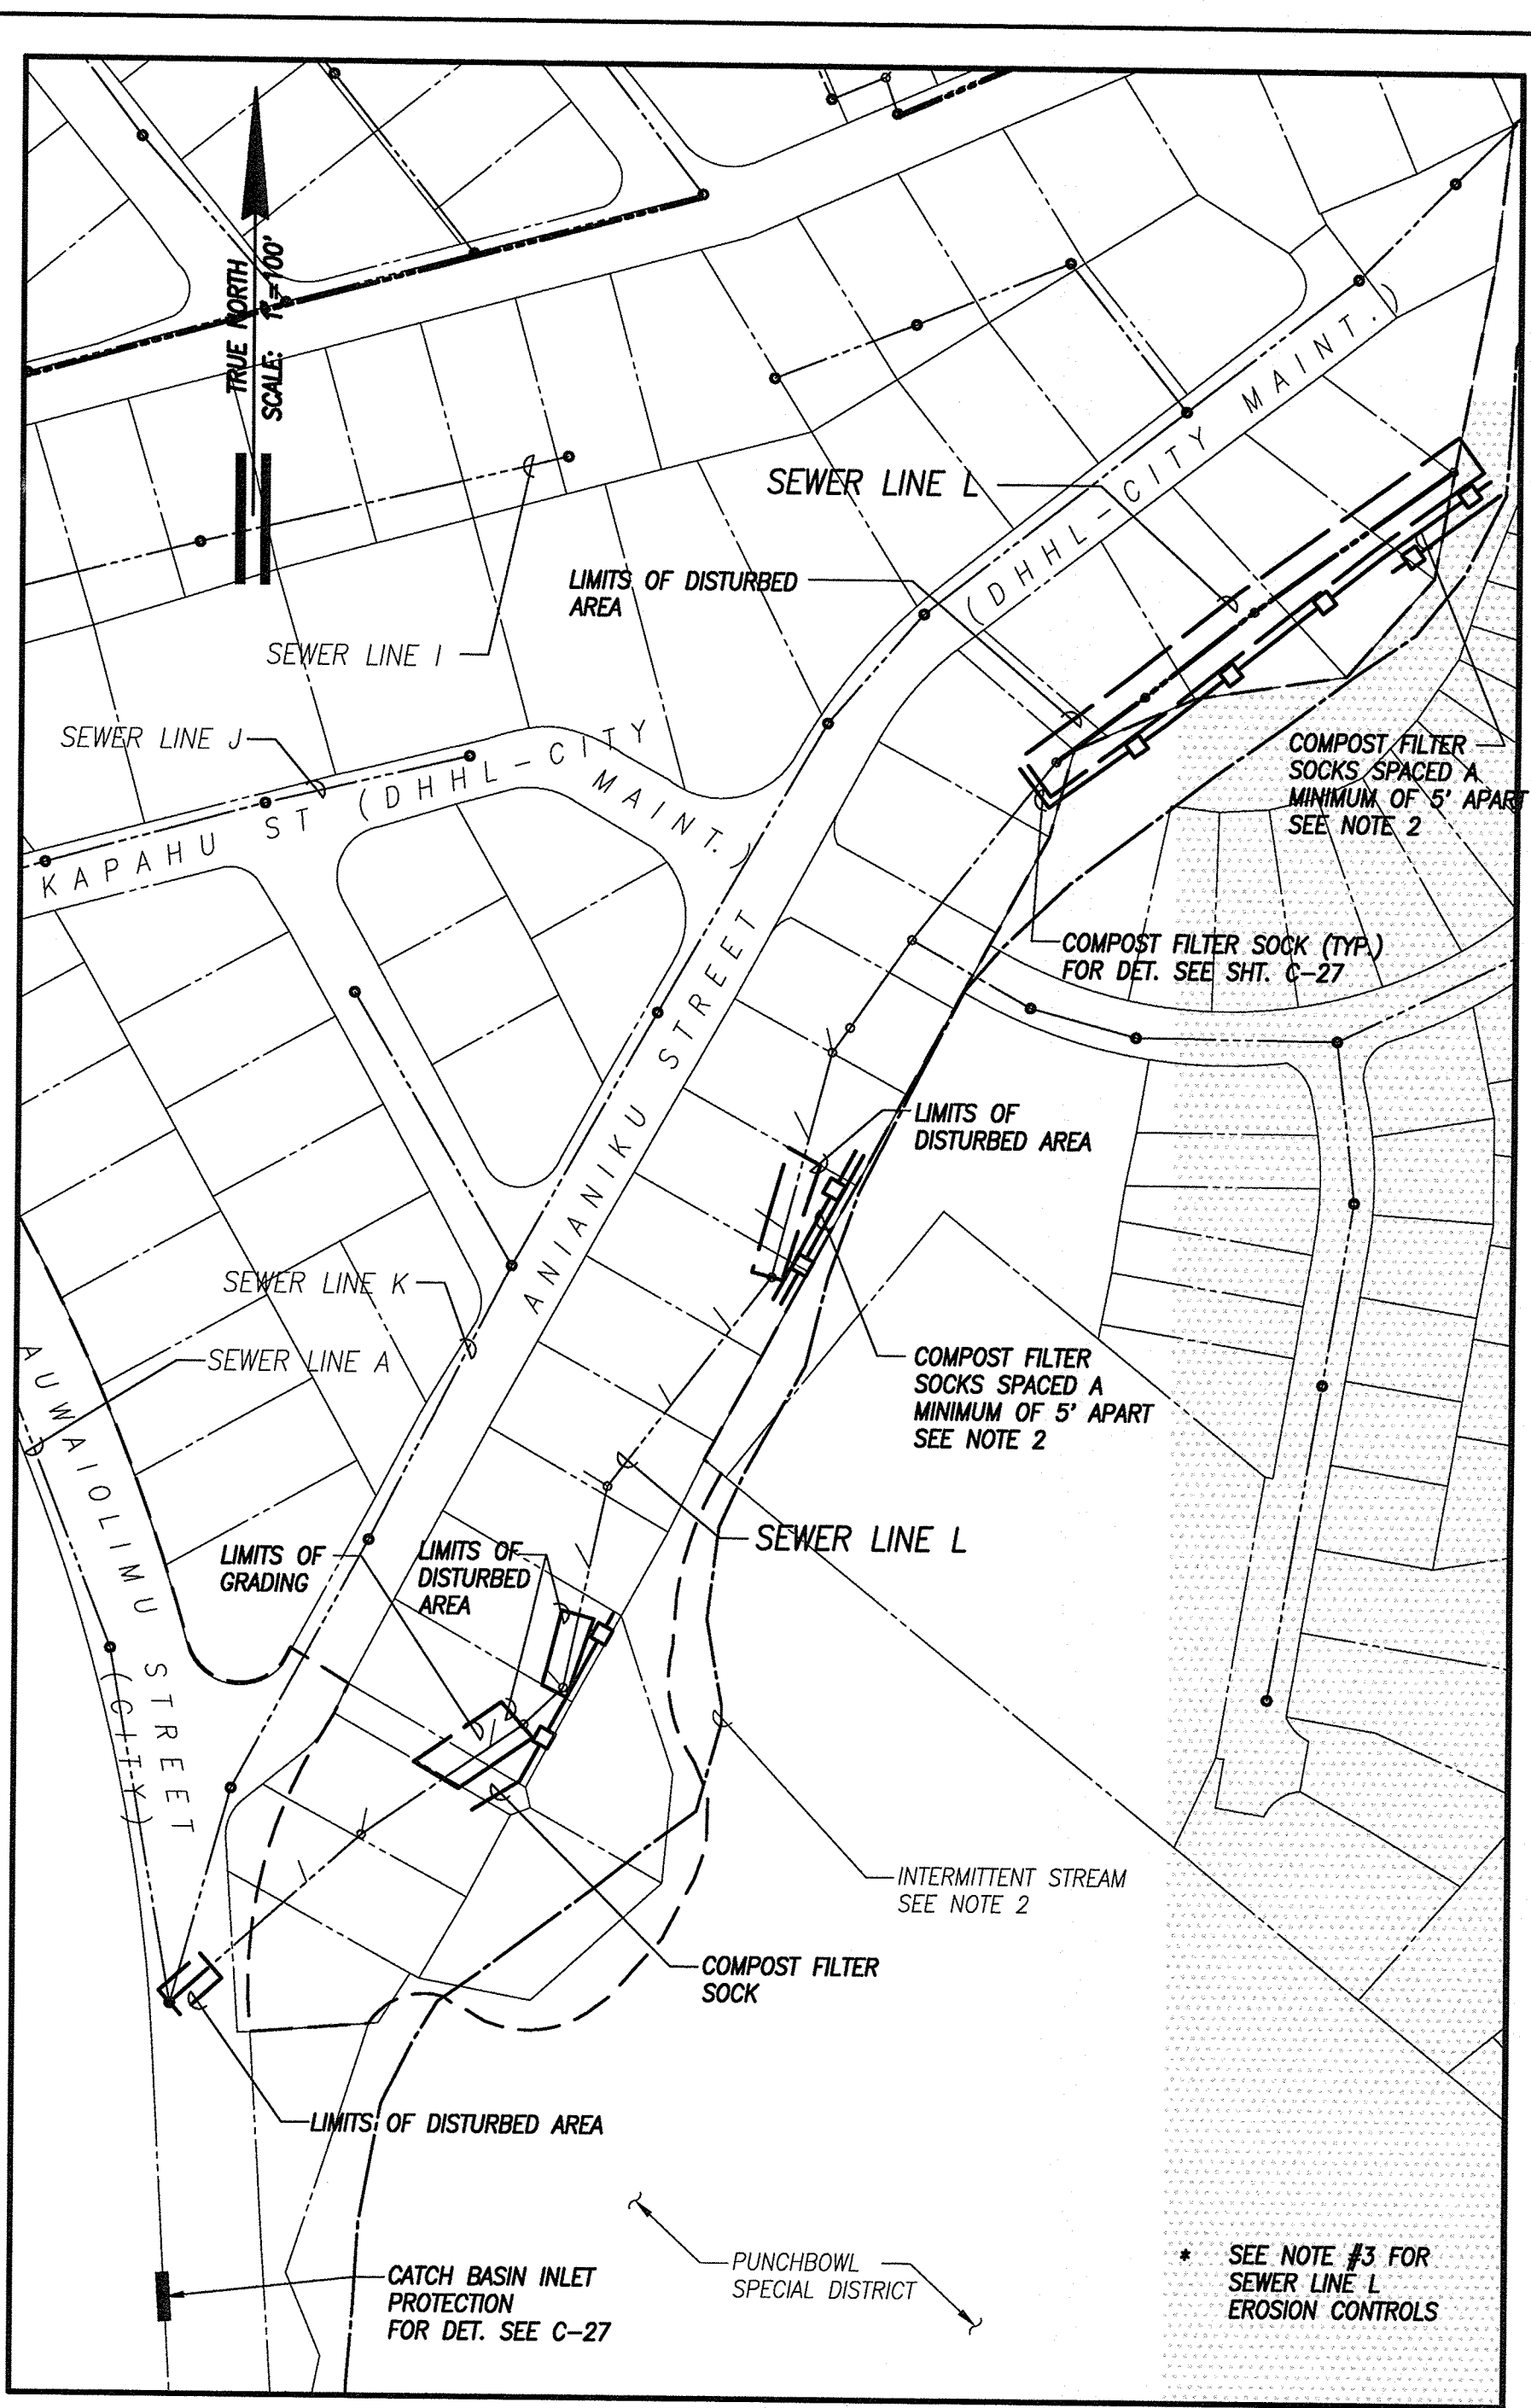 TRUE NORTH
SCALE: 1"=100'
SEWER LINE L
(DHHL-CITY MAINT.)
LIMITS OF DISTURBED
AREA
SEWER LINE I
SEWER LINE J
KAPAHU ST (DHHL-CITY
MAINT.)
COMPOST FILTER
SOCKS SPACED A
MINIMUM OF 5' APART
SEE NOTE 2
COMPOST FILTER SOCK (TYP.)
FOR DET. SEE SHT. C-27
ANIANIKU STREET
LIMITS OF
DISTURBED AREA
SEWER LINE K
SEWER LINE A
AUWAIOLIMU STREET
(CITY)
COMPOST FILTER
SOCKS SPACED A
MINIMUM OF 5' APART
SEE NOTE 2
SEWER LINE L
LIMITS OF
GRADING
LIMITS OF
DISTURBED
AREA
INTERMITTENT STREAM
SEE NOTE 2
COMPOST FILTER
SOCK
LIMITS OF DISTURBED AREA
CATCH BASIN INLET
PROTECTION
FOR DET. SEE C-27
PUNCHBOWL
SPECIAL DISTRICT
* SEE NOTE #3 FOR
SEWER LINE L
EROSION CONTROLS